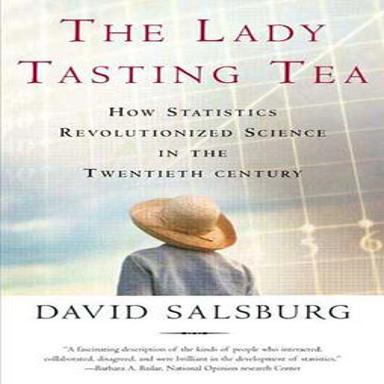 THE LADY
TASTING TEA
HOW STATISTICS
REVOLUTIONIZED SCIENCE
IN THE
TWENTIETH CENTURY
DAVID SALSBURG
"A fascinating description of the kinds of people who interacted,
collaborated, disagreed, and were brilliant in the development of statistics."
—Barbara A. Bailar, National Opinion research Center